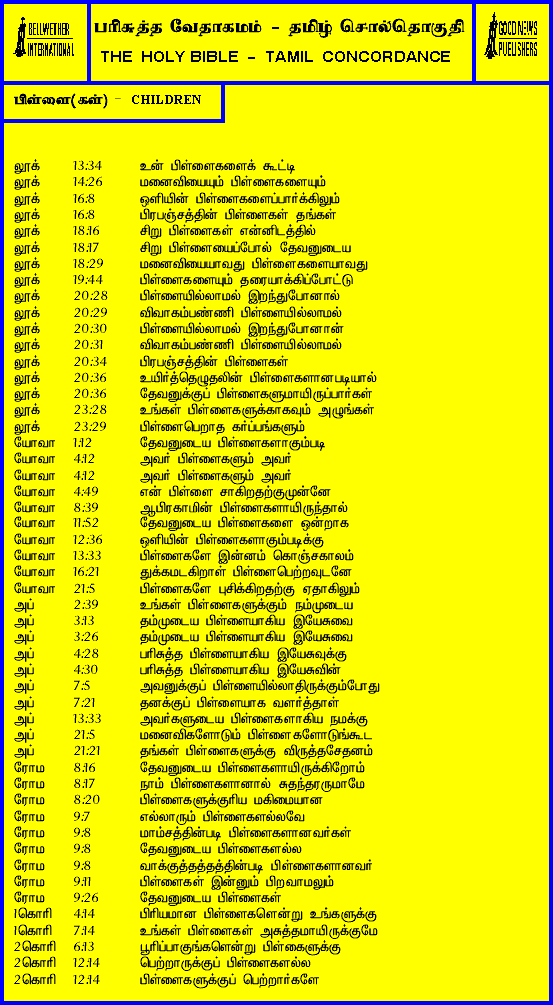 BELLWETHER
INTERNATIONAL
பரிசுத்த வேதாகமம் - தமிழ் சொல்தொகுதி
THE HOLY BIBLE - TAMIL CONCORDANCE
GOOD NEWS
PUBLISHERS
பிள்ளை(கள்) - CHILDREN
லூக் 13:34 உன் பிள்ளைகளைக் கூட்டி
லூக் 14:26 மனைவியையும் பிள்ளைகளையும்
லூக் 16:8 ஒளியின் பிள்ளைகளைப்பார்க்கிலும்
லூக் 16:8 பிரபஞ்சத்தின் பிள்ளைகள் தங்கள்
லூக் 18:16 சிறு பிள்ளைகள் என்னிடத்தில்
லூக் 18:17 சிறு பிள்ளையைப்போல் தேவனுடைய
லூக் 18:29 மனைவியையாவது பிள்ளைகளையாவது
லூக் 19:44 பிள்ளைகளையும் தரையாக்கிப்போட்டு
லூக் 20:28 பிள்ளையில்லாமல் இறந்துபோனால்
லூக் 20:29 விவாகம்பண்ணி பிள்ளையில்லாமல்
லூக் 20:30 பிள்ளையில்லாமல் இறந்துபோனான்
லூக் 20:31 விவாகம்பண்ணி பிள்ளையில்லாமல்
லூக் 20:34 பிரபஞ்சத்தின் பிள்ளைகள்
லூக் 20:36 உயிர்த்தெழுதலின் பிள்ளைகளானபடியால்
லூக் 20:36 தேவனுக்குப் பிள்ளைகளுமாயிருப்பார்கள்
லூக் 23:28 உங்கள் பிள்ளைகளுக்காகவும் அழுங்கள்
லூக் 23:29 பிள்ளைபெறாத கர்ப்பங்களும்
யோவா 1:12 தேவனுடைய பிள்ளைகளாகும்படி
யோவா 4:12 அவர் பிள்ளைகளும் அவர்
யோவா 4:12 அவர் பிள்ளைகளும் அவர்
யோவா 4:49 என் பிள்ளை சாகிறதற்குமுன்னே
யோவா 8:39 ஆபிரகாமின் பிள்ளைகளாயிருந்தால்
யோவா 11:52 தேவனுடைய பிள்ளைகளை ஒன்றாக
யோவா 12:36 ஒளியின் பிள்ளைகளாகும்படிக்கு
யோவா 13:33 பிள்ளைகளே இன்னம் கொஞ்சகாலம்
யோவா 16:21 துக்கமடகிறாள் பிள்ளைபெற்றவுடனே
யோவா 21:5 பிள்ளைகளே புசிக்கிறதற்கு ஏதாகிலும்
அப் 2:39 உங்கள் பிள்ளைகளுக்கும் நம்முடைய
அப் 3:13 தம்முடைய பிள்ளையாகிய இயேசுவை
அப் 3:26 தம்முடைய பிள்ளையாகிய இயேசுவை
அப் 4:28 பரிசுத்த பிள்ளையாகிய இயேசுவுக்கு
அப் 4:30 பரிசுத்த பிள்ளையாகிய இயேசுவின்
அப் 7:5 அவனுக்குப் பிள்ளையில்லாதிருக்கும்போது
அப் 7:21 தனக்குப் பிள்ளையாக வளர்த்தாள்
அப் 13:33 அவர்களுடைய பிள்ளைகளாகிய நமக்கு
அப் 21:5 மனைவிகளோடும் பிள்ளைகளோடுங்கூட
அப் 21:21 தங்கள் பிள்ளைகளுக்கு விருத்தசேதனம்
ரோம 8:16 தேவனுடைய பிள்ளைகளாயிருக்கிறோம்
ரோம 8:17 நாம் பிள்ளைகளானால் சுதந்தரருமாமே
ரோம 8:20 பிள்ளைகளுக்குரிய மகிமையான
ரோம 9:7 எல்லாரும் பிள்ளைகளல்லவே
ரோம 9:8 மாம்சத்தின்படி பிள்ளைகளானவர்கள்
ரோம 9:8 தேவனுடைய பிள்ளைகளல்ல
ரோம 9:8 வாக்குத்தத்தத்தின்படி பிள்ளைகளானவர்
ரோம 9:11 பிள்ளைகள் இன்னும் பிறவாமலும்
ரோம 9:26 தேவனுடைய பிள்ளைகள்
1கொரி 4:14 பிரியமான பிள்ளைகளென்று உங்களுக்கு
1கொரி 7:14 உங்கள் பிள்ளைகள் அசுத்தமாயிருக்குமே
2கொரி 6:13 பூரிப்பாகுங்களென்று பிள்கைளுக்கு
2கொரி 12:14 பெற்றாருக்குப் பிள்ளைகளல்ல
2கொரி 12:14 பிள்ளைகளுக்குப் பெற்றார்களே